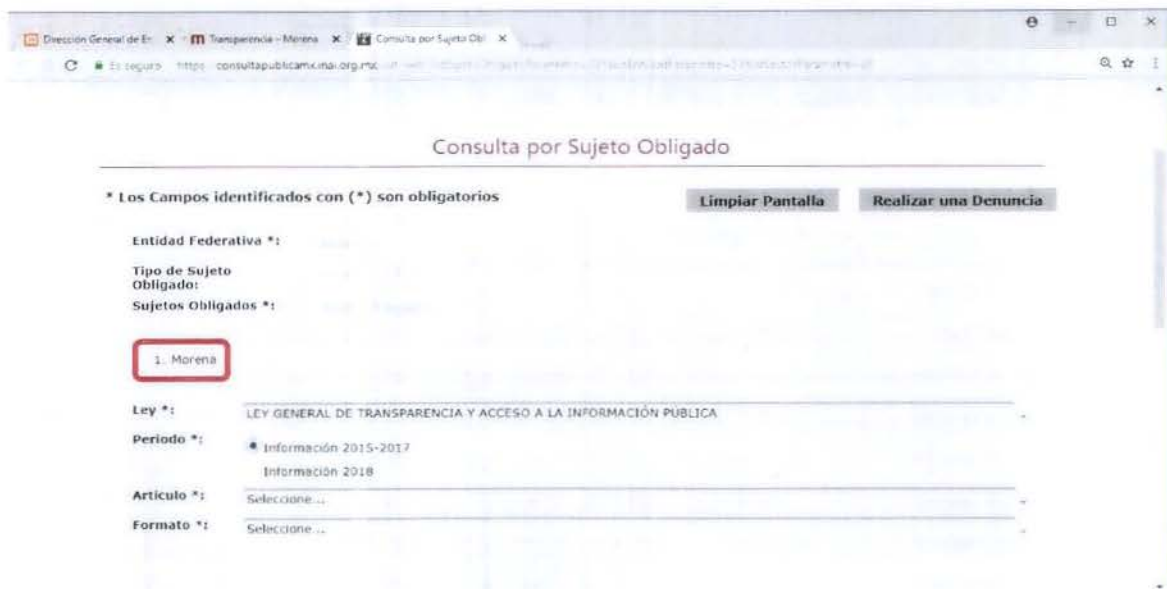 Dirección General de E
Transparencia - Morena
Consulta por Sujeto Obl
Es seguro https consultapublicamx.inai.org.mx
Consulta por Sujeto Obligado
* Los Campos identificados con (*) son obligatorios
Limpiar Pantalla
Realizar una Denuncia
Entidad Federativa *:
Tipo de Sujeto
Obligado:
Sujetos Obligados *:
1. Morena
Ley *: LEY GENERAL DE TRANSPARENCIA Y ACCESO A LA INFORMACIÓN PÚBLICA
Periodo *: Información 2015-2017
Información 2018
Artículo *: Seleccione ...
Formato *: Seleccione ...